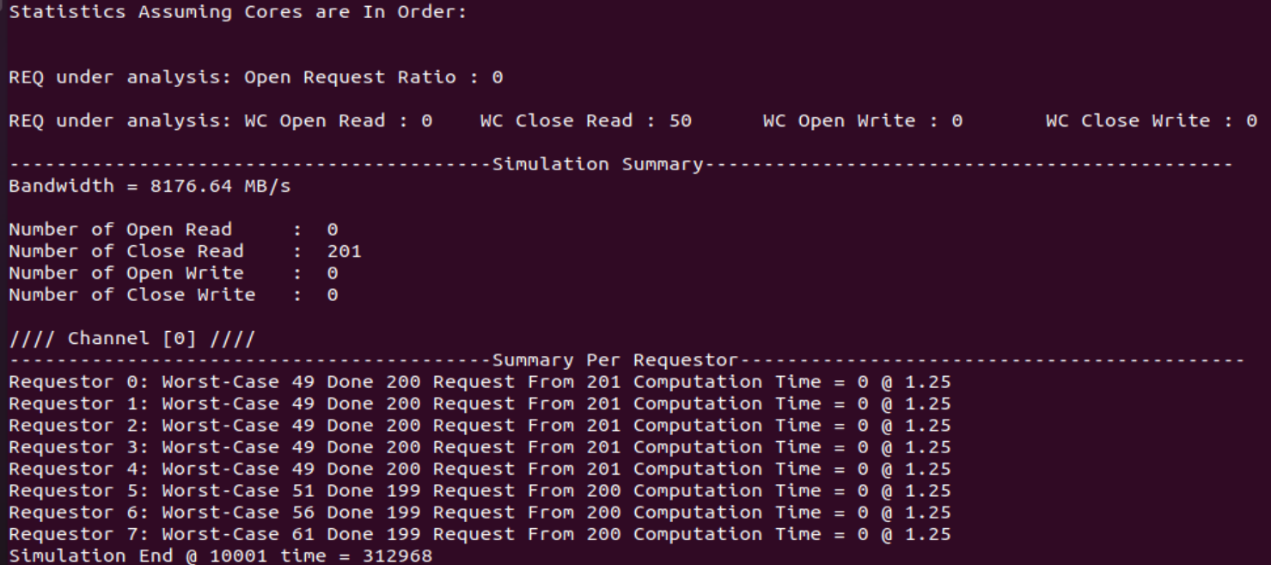 Statistics Assuming Cores are In Order:
REQ under analysis: Open Request Ratio : 0
REQ under analysis: WC Open Read : 0    WC Close Read : 50      WC Open Write : 0       WC Close Write : 0
-----------------------------------------Simulation Summary---------------------------------------------
Bandwidth = 8176.64 MB/s
Number of Open Read     :  0
Number of Close Read    :  201
Number of Open Write    :  0
Number of Close Write   :  0
//// Channel [0] ////
-----------------------------------------Summary Per Requestor-------------------------------------------
Requestor 0: Worst-Case 49 Done 200 Request From 201 Computation Time = 0 @ 1.25
Requestor 1: Worst-Case 49 Done 200 Request From 201 Computation Time = 0 @ 1.25
Requestor 2: Worst-Case 49 Done 200 Request From 201 Computation Time = 0 @ 1.25
Requestor 3: Worst-Case 49 Done 200 Request From 201 Computation Time = 0 @ 1.25
Requestor 4: Worst-Case 49 Done 200 Request From 201 Computation Time = 0 @ 1.25
Requestor 5: Worst-Case 51 Done 199 Request From 200 Computation Time = 0 @ 1.25
Requestor 6: Worst-Case 56 Done 199 Request From 200 Computation Time = 0 @ 1.25
Requestor 7: Worst-Case 61 Done 199 Request From 200 Computation Time = 0 @ 1.25
Simulation End @ 10001 time = 312968